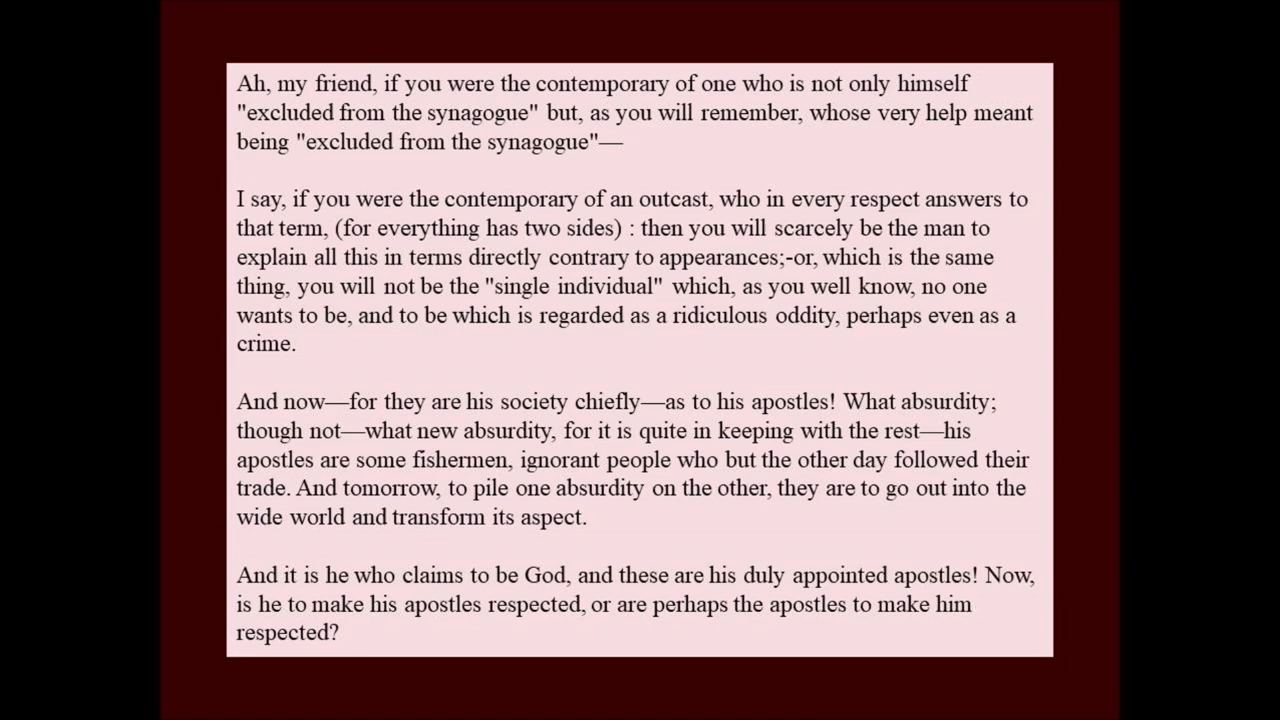 Ah, my friend, if you were the contemporary of one who is not only himself
"excluded from the synagogue" but, as you will remember, whose very help meant
being "excluded from the synagogue"—
I say, if you were the contemporary of an outcast, who in every respect answers to
that term, (for everything has two sides) : then you will scarcely be the man to
explain all this in terms directly contrary to appearances;-or, which is the same
thing, you will not be the "single individual" which, as you well know, no one
wants to be, and to be which is regarded as a ridiculous oddity, perhaps even as a
crime.
And now—for they are his society chiefly—as to his apostles! What absurdity;
though not—what new absurdity, for it is quite in keeping with the rest—his
apostles are some fishermen, ignorant people who but the other day followed their
trade. And tomorrow, to pile one absurdity on the other, they are to go out into the
wide world and transform its aspect.
And it is he who claims to be God, and these are his duly appointed apostles! Now,
is he to make his apostles respected, or are perhaps the apostles to make him
respected?